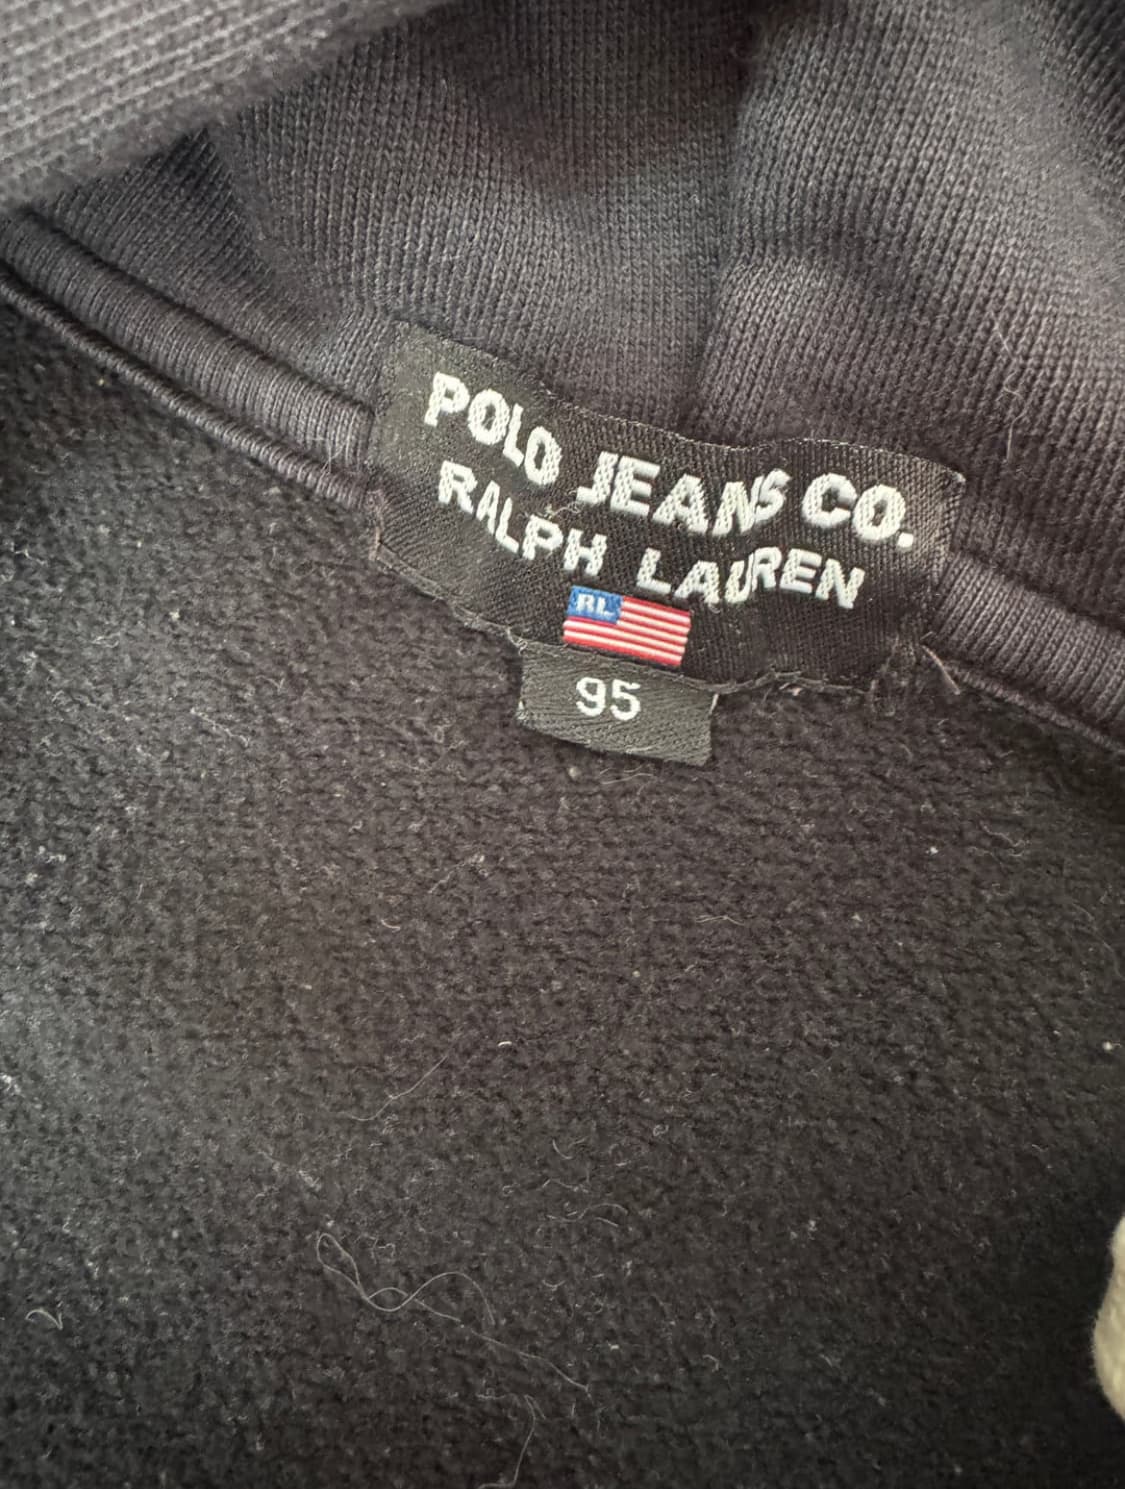 POLO JEANS CO.
RALPH LAUREN
RL
95